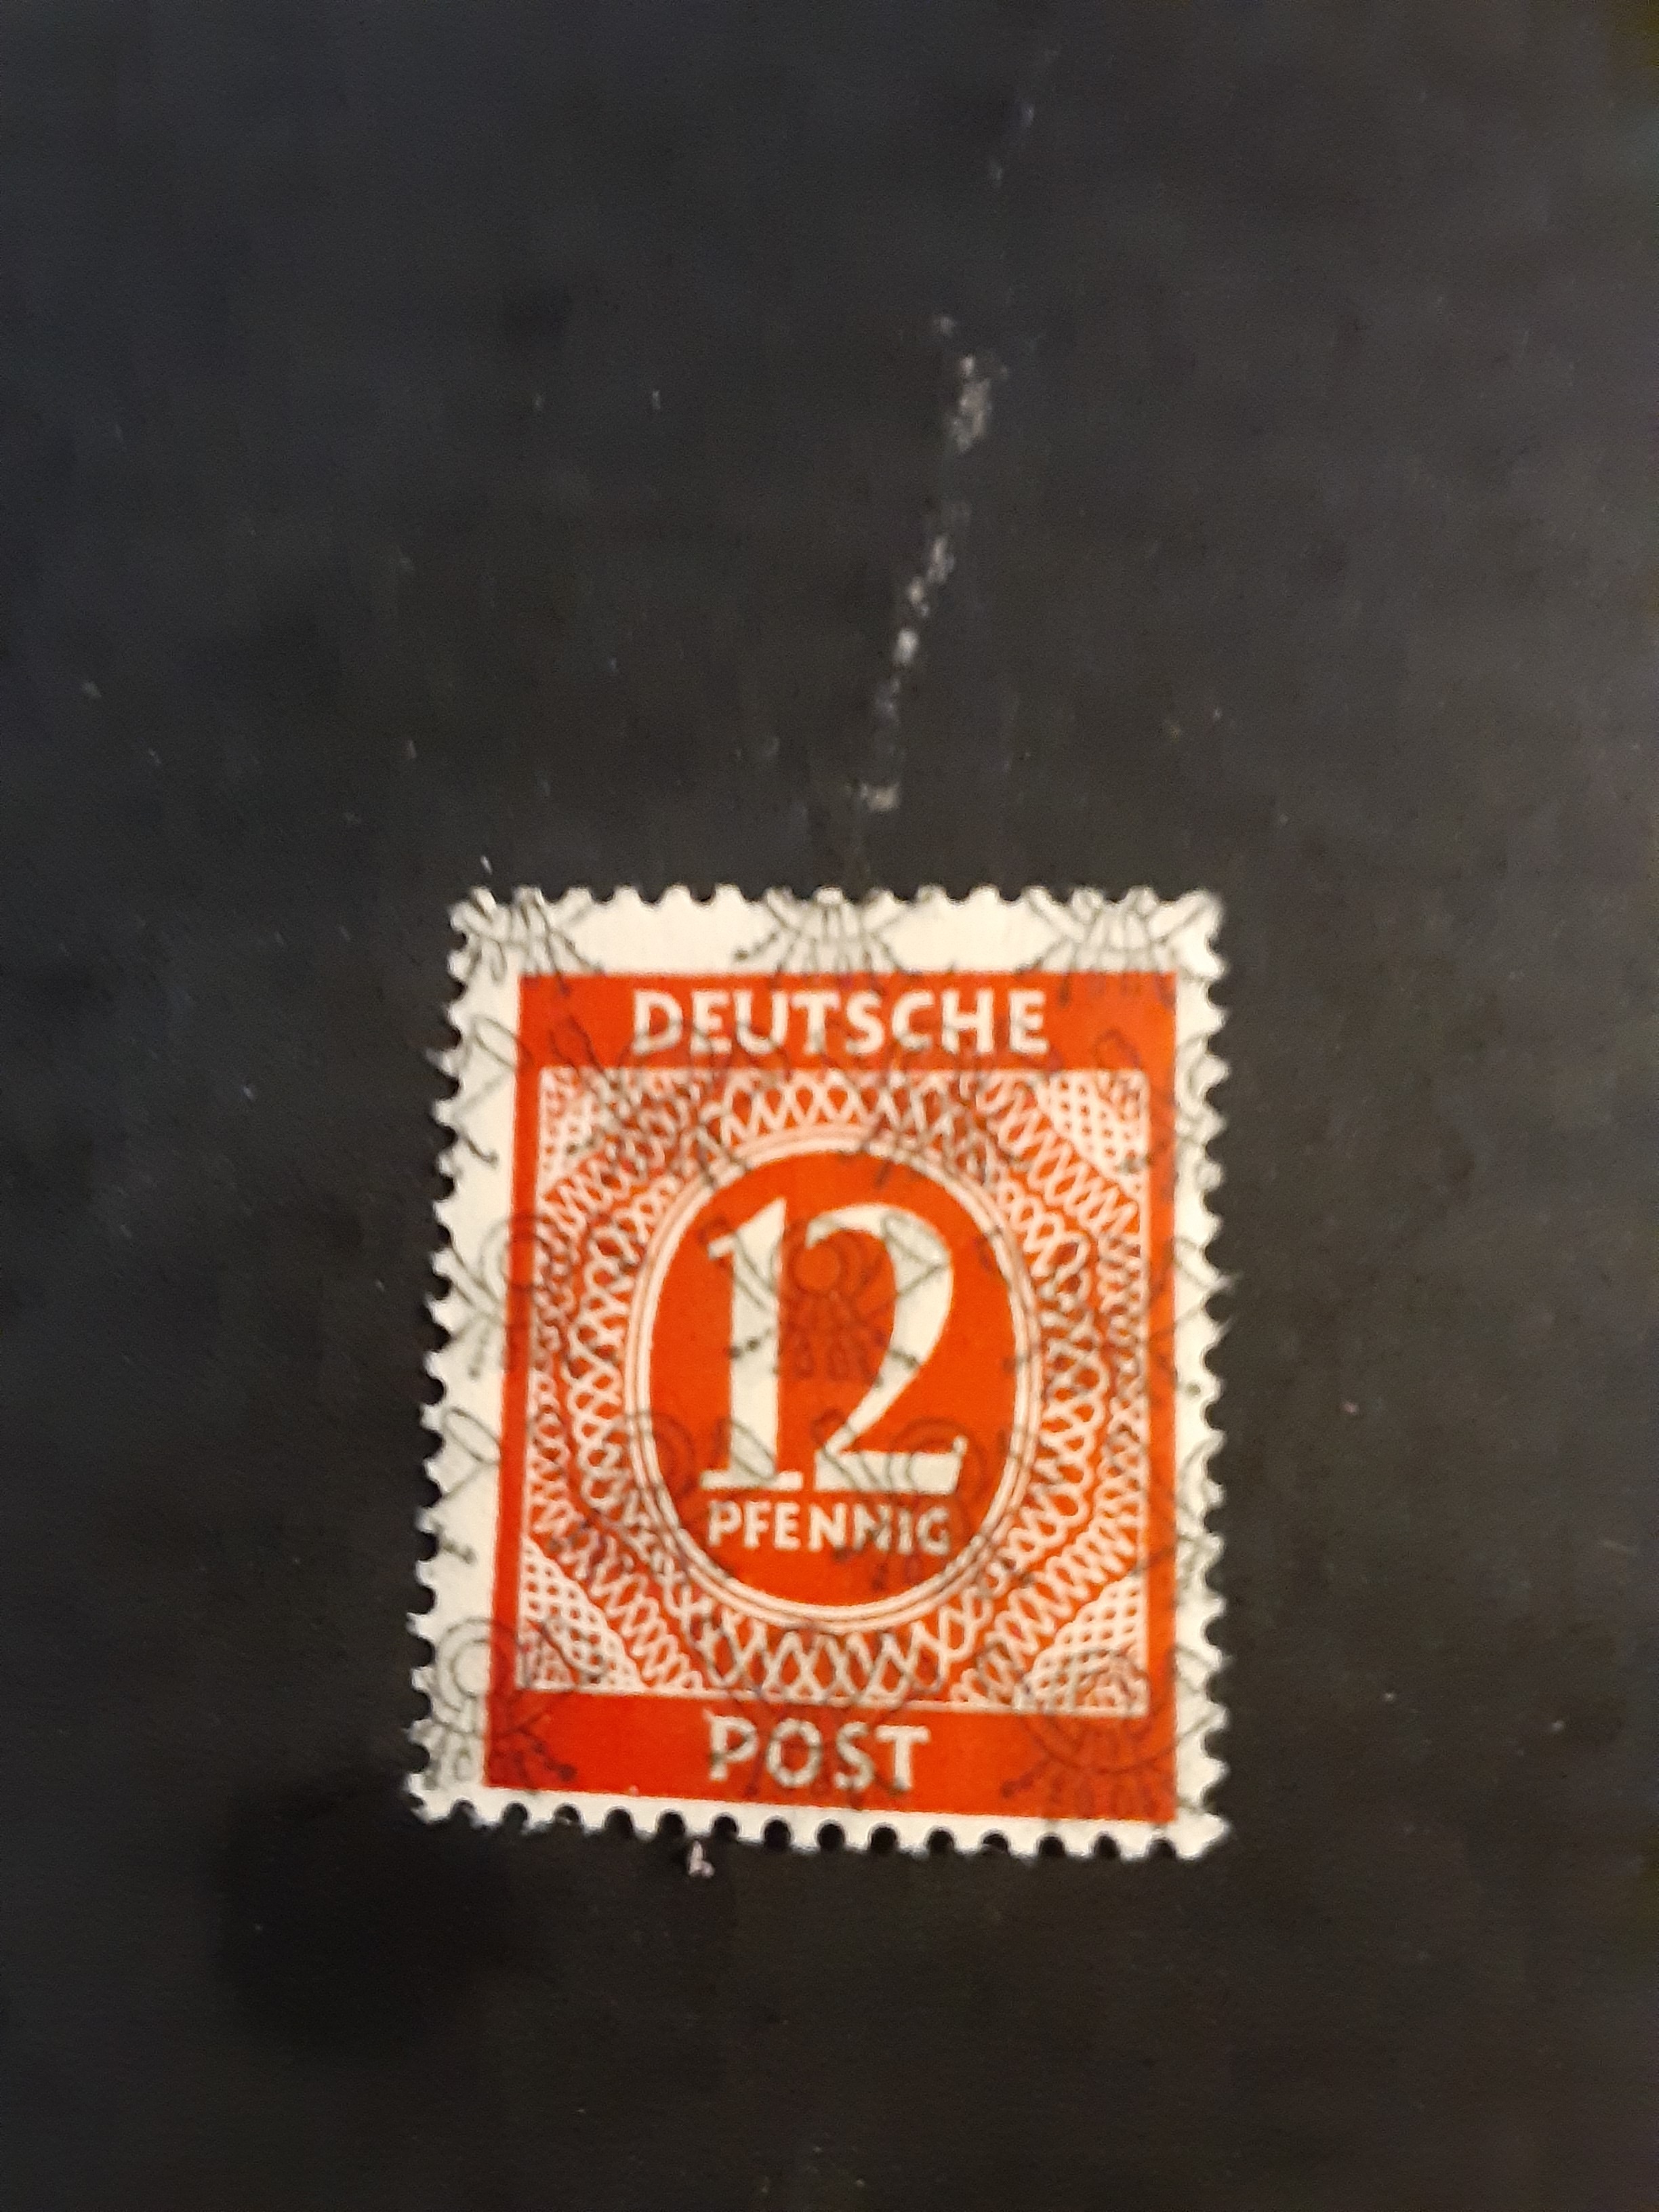 DEUTSCHE
12
PFENNIG
POST